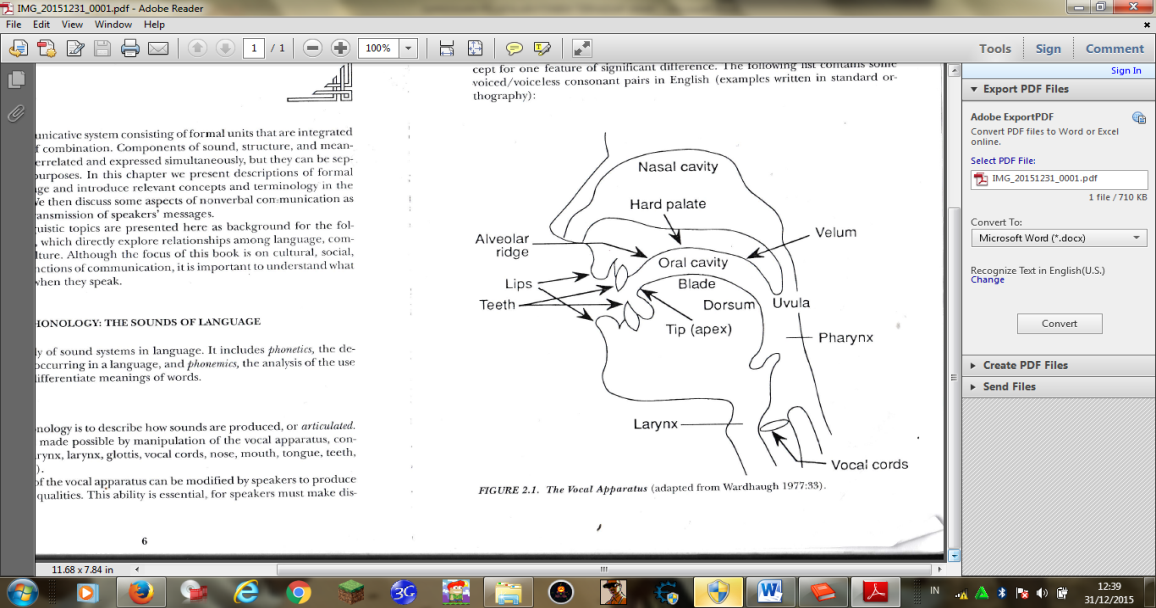 IMG_20151231_0001.pdf - Adobe Reader
File Edit View Window Help
1 / 1 100% Tools Sign Comment
Sign In
Export PDF Files
Adobe ExportPDF
Convert PDF files to Word or Excel
online.
Select PDF File:
IMG_20151231_0001.pdf
1 file / 710 KB
Convert To:
Microsoft Word (*.docx)
Recognize Text in English(U.S.)
Change
Convert
Create PDF Files
Send Files
unicative system consisting of formal units that are integrated
f combination. Components of sound, structure, and mean-
errelated and expressed simultaneously, but they can be sep-
purposes. In this chapter we present descriptions of formal
ge and introduce relevant concepts and terminology in the
We then discuss some aspects of nonverbal communication as
ansmission of speakers' messages.
guistic topics are presented here as background for the fol-
, which directly explore relationships among language, com-
lture. Although the focus of this book is on cultural, social,
nctions of communication, it is important to understand what
when they speak.
HONOLOGY: THE SOUNDS OF LANGUAGE
ly of sound systems in language. It includes phonetics, the de-
occurring in a language, and phonemics, the analysis of the use
differentiate meanings of words.
onology is to describe how sounds are produced, or articulated.
made possible by manipulation of the vocal apparatus, con-
rynx, larynx, glottis, vocal cords, nose, mouth, tongue, teeth,
).
of the vocal apparatus can be modified by speakers to produce
qualities. This ability is essential, for speakers must make dis-
6
cept for one feature of significant difference. The following list contains some
voiced/voiceless consonant pairs in English (examples written in standard or-
thography):
Nasal cavity
Hard palate
Alveolar
ridge
Velum
Oral cavity
Lips
Blade
Teeth
Dorsum
Uvula
Tip (apex)
Pharynx
Larynx
Vocal cords
FIGURE 2.1. The Vocal Apparatus (adapted from Wardhaugh 1977:33).
11.68 x 7.84 in
3G
IN
12:39
31/12/2015